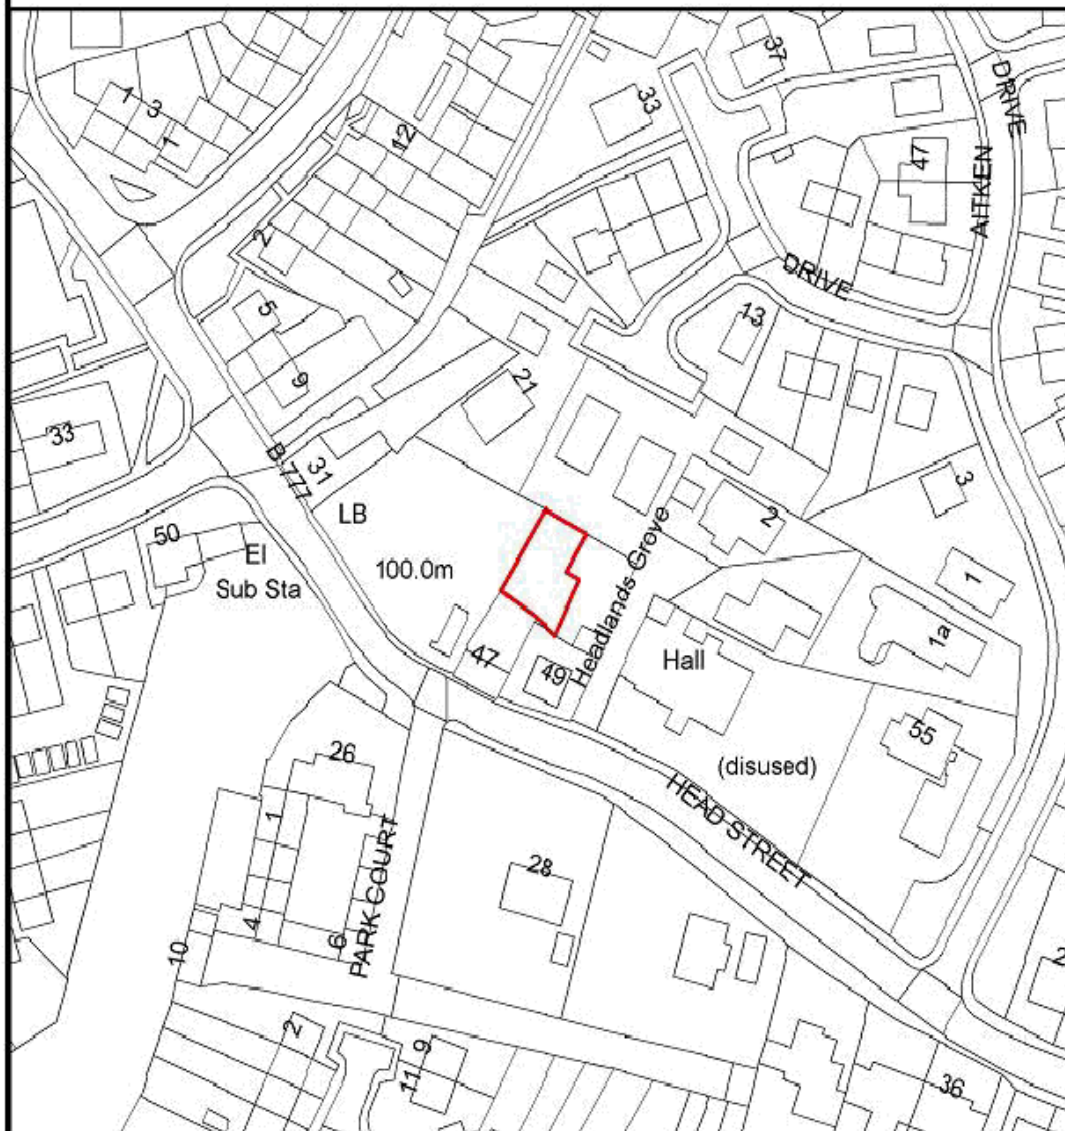 37
33
1
3
1
12
47
DRIVE
AITKEN
2
DRIVE
5
13
9
21
33
B 777
31
LB
3
2
50
El
Sub Sta
100.0m
Headlands Grove
1
1a
Hall
47
49
55
26
(disused)
HEAD STREET
1
PARK COURT
28
4
6
10
2
2
9
11
36